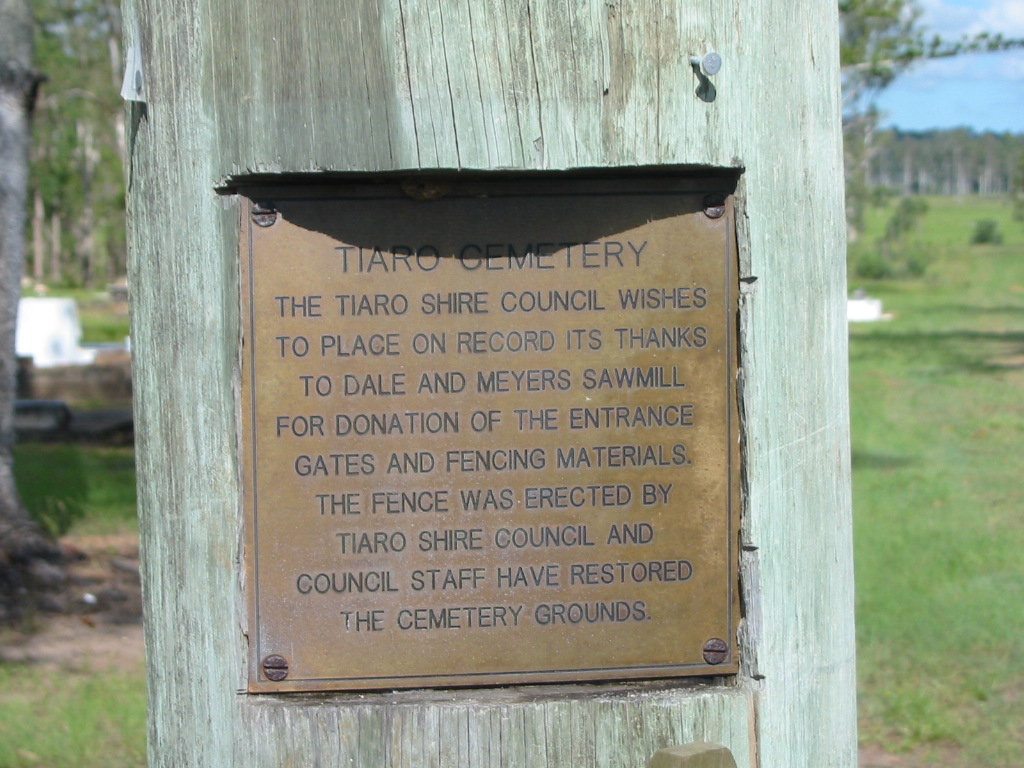 TIARO CEMETERY
THE TIARO SHIRE COUNCIL WISHES
TO PLACE ON RECORD ITS THANKS
TO DALE AND MEYERS SAWMILL
FOR DONATION OF THE ENTRANCE
GATES AND FENCING MATERIALS.
THE FENCE WAS ERECTED BY
TIARO SHIRE COUNCIL AND
COUNCIL STAFF HAVE RESTORED
THE CEMETERY GROUNDS.